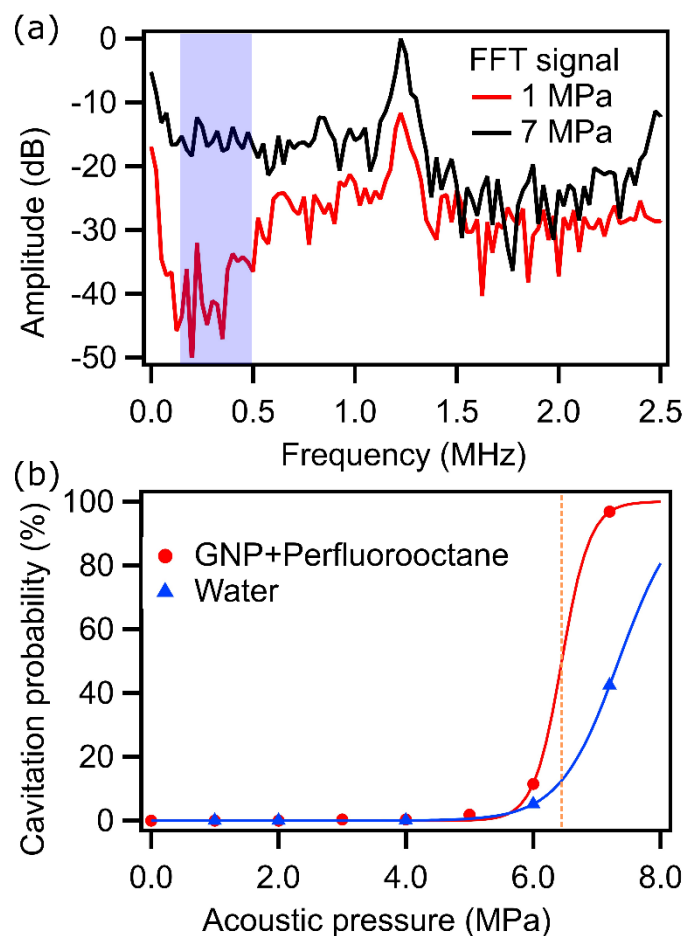 (a)
FFT signal
1 MPa
7 MPa
Amplitude (dB)
0
-10
-20
-30
-40
-50
0.0 0.5 1.0 1.5 2.0 2.5
Frequency (MHz)
(b)
GNP+Perfluorooctane
Water
Cavitation probability (%)
100
80
60
40
20
0
0.0 2.0 4.0 6.0 8.0
Acoustic pressure (MPa)